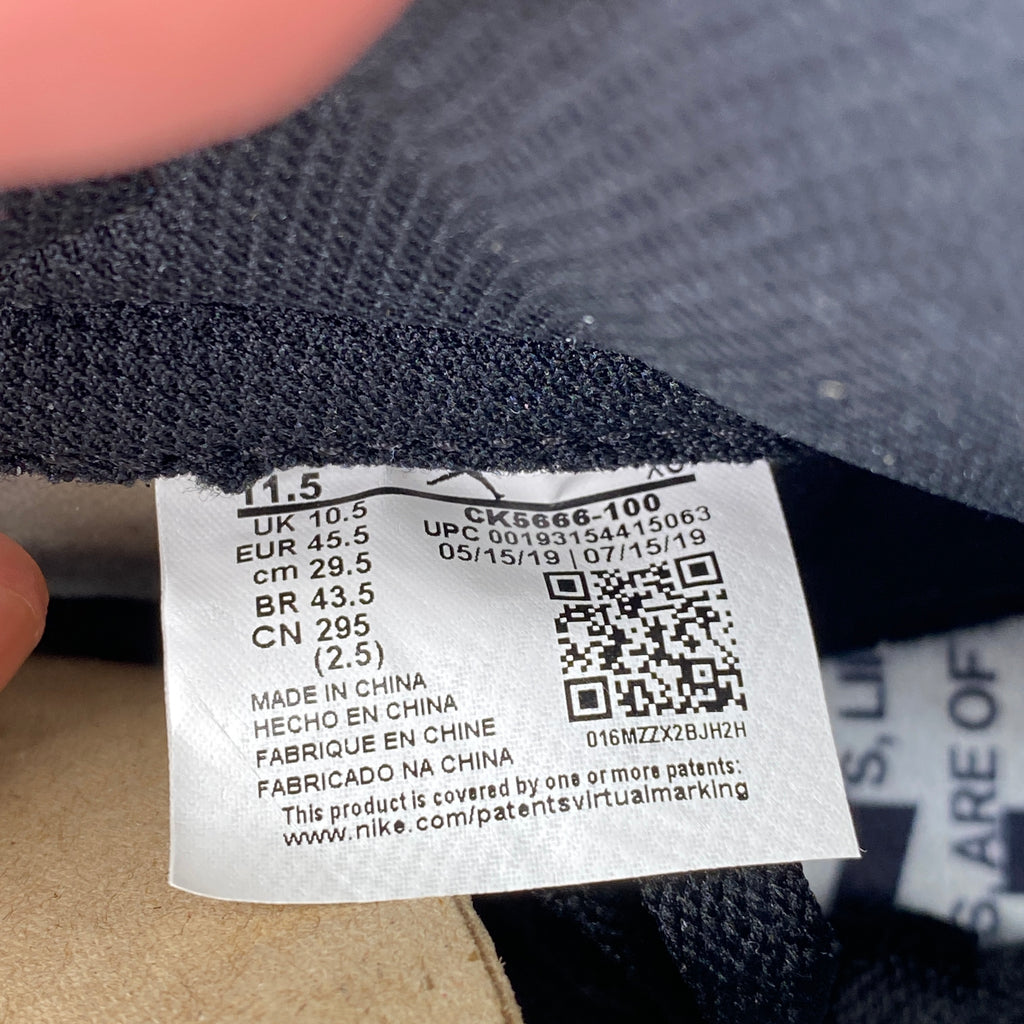 11.5
UK 10.5
EUR 45.5
cm 29.5
BR 43.5
CN 295
(2.5)
CK5666-100
UPC 00193154415063
05/15/19 | 07/15/19
016MZZX2BJH2H
MADE IN CHINA
HECHO EN CHINA
FABRIQUE EN CHINE
FABRICADO NA CHINA
This product is covered by one or more patents:
www.nike.com/patentsvirtualmarking
S, ARE OF